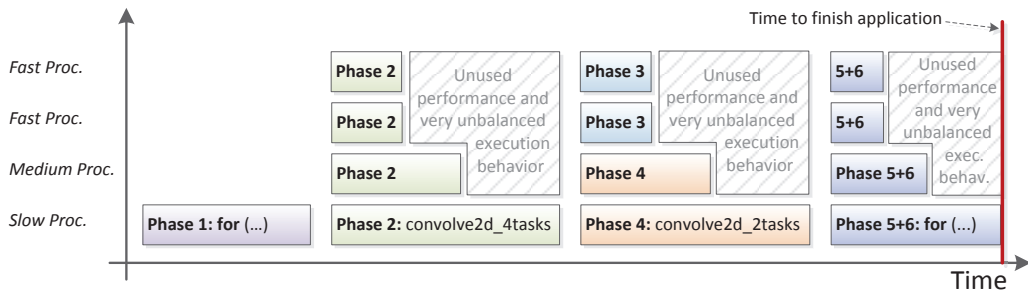 Time to finish application
Fast Proc.
Phase 2
Unused
performance and
very unbalanced
execution
behavior
Phase 3
Unused
performance and
very unbalanced
execution
behavior
5+6
Unused
performance
and very
unbalanced
exec.
behav.
Fast Proc.
Phase 2
Phase 3
5+6
Medium Proc.
Phase 2
Phase 4
Phase 5+6
Slow Proc.
Phase 1: for (...)
Phase 2: convolve2d_4tasks
Phase 4: convolve2d_2tasks
Phase 5+6: for (...)
Time